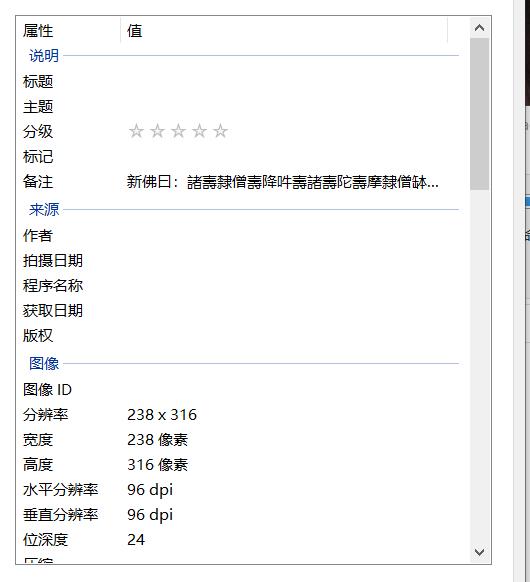 属性 值
说明
标题
主题
分级
标记
备注 新佛曰：諸壽隸僧壽降吽壽諸壽陀壽摩隸僧缽...
来源
作者
拍摄日期
程序名称
获取日期
版权
图像
图像 ID
分辨率 238 x 316
宽度 238 像素
高度 316 像素
水平分辨率 96 dpi
垂直分辨率 96 dpi
位深度 24